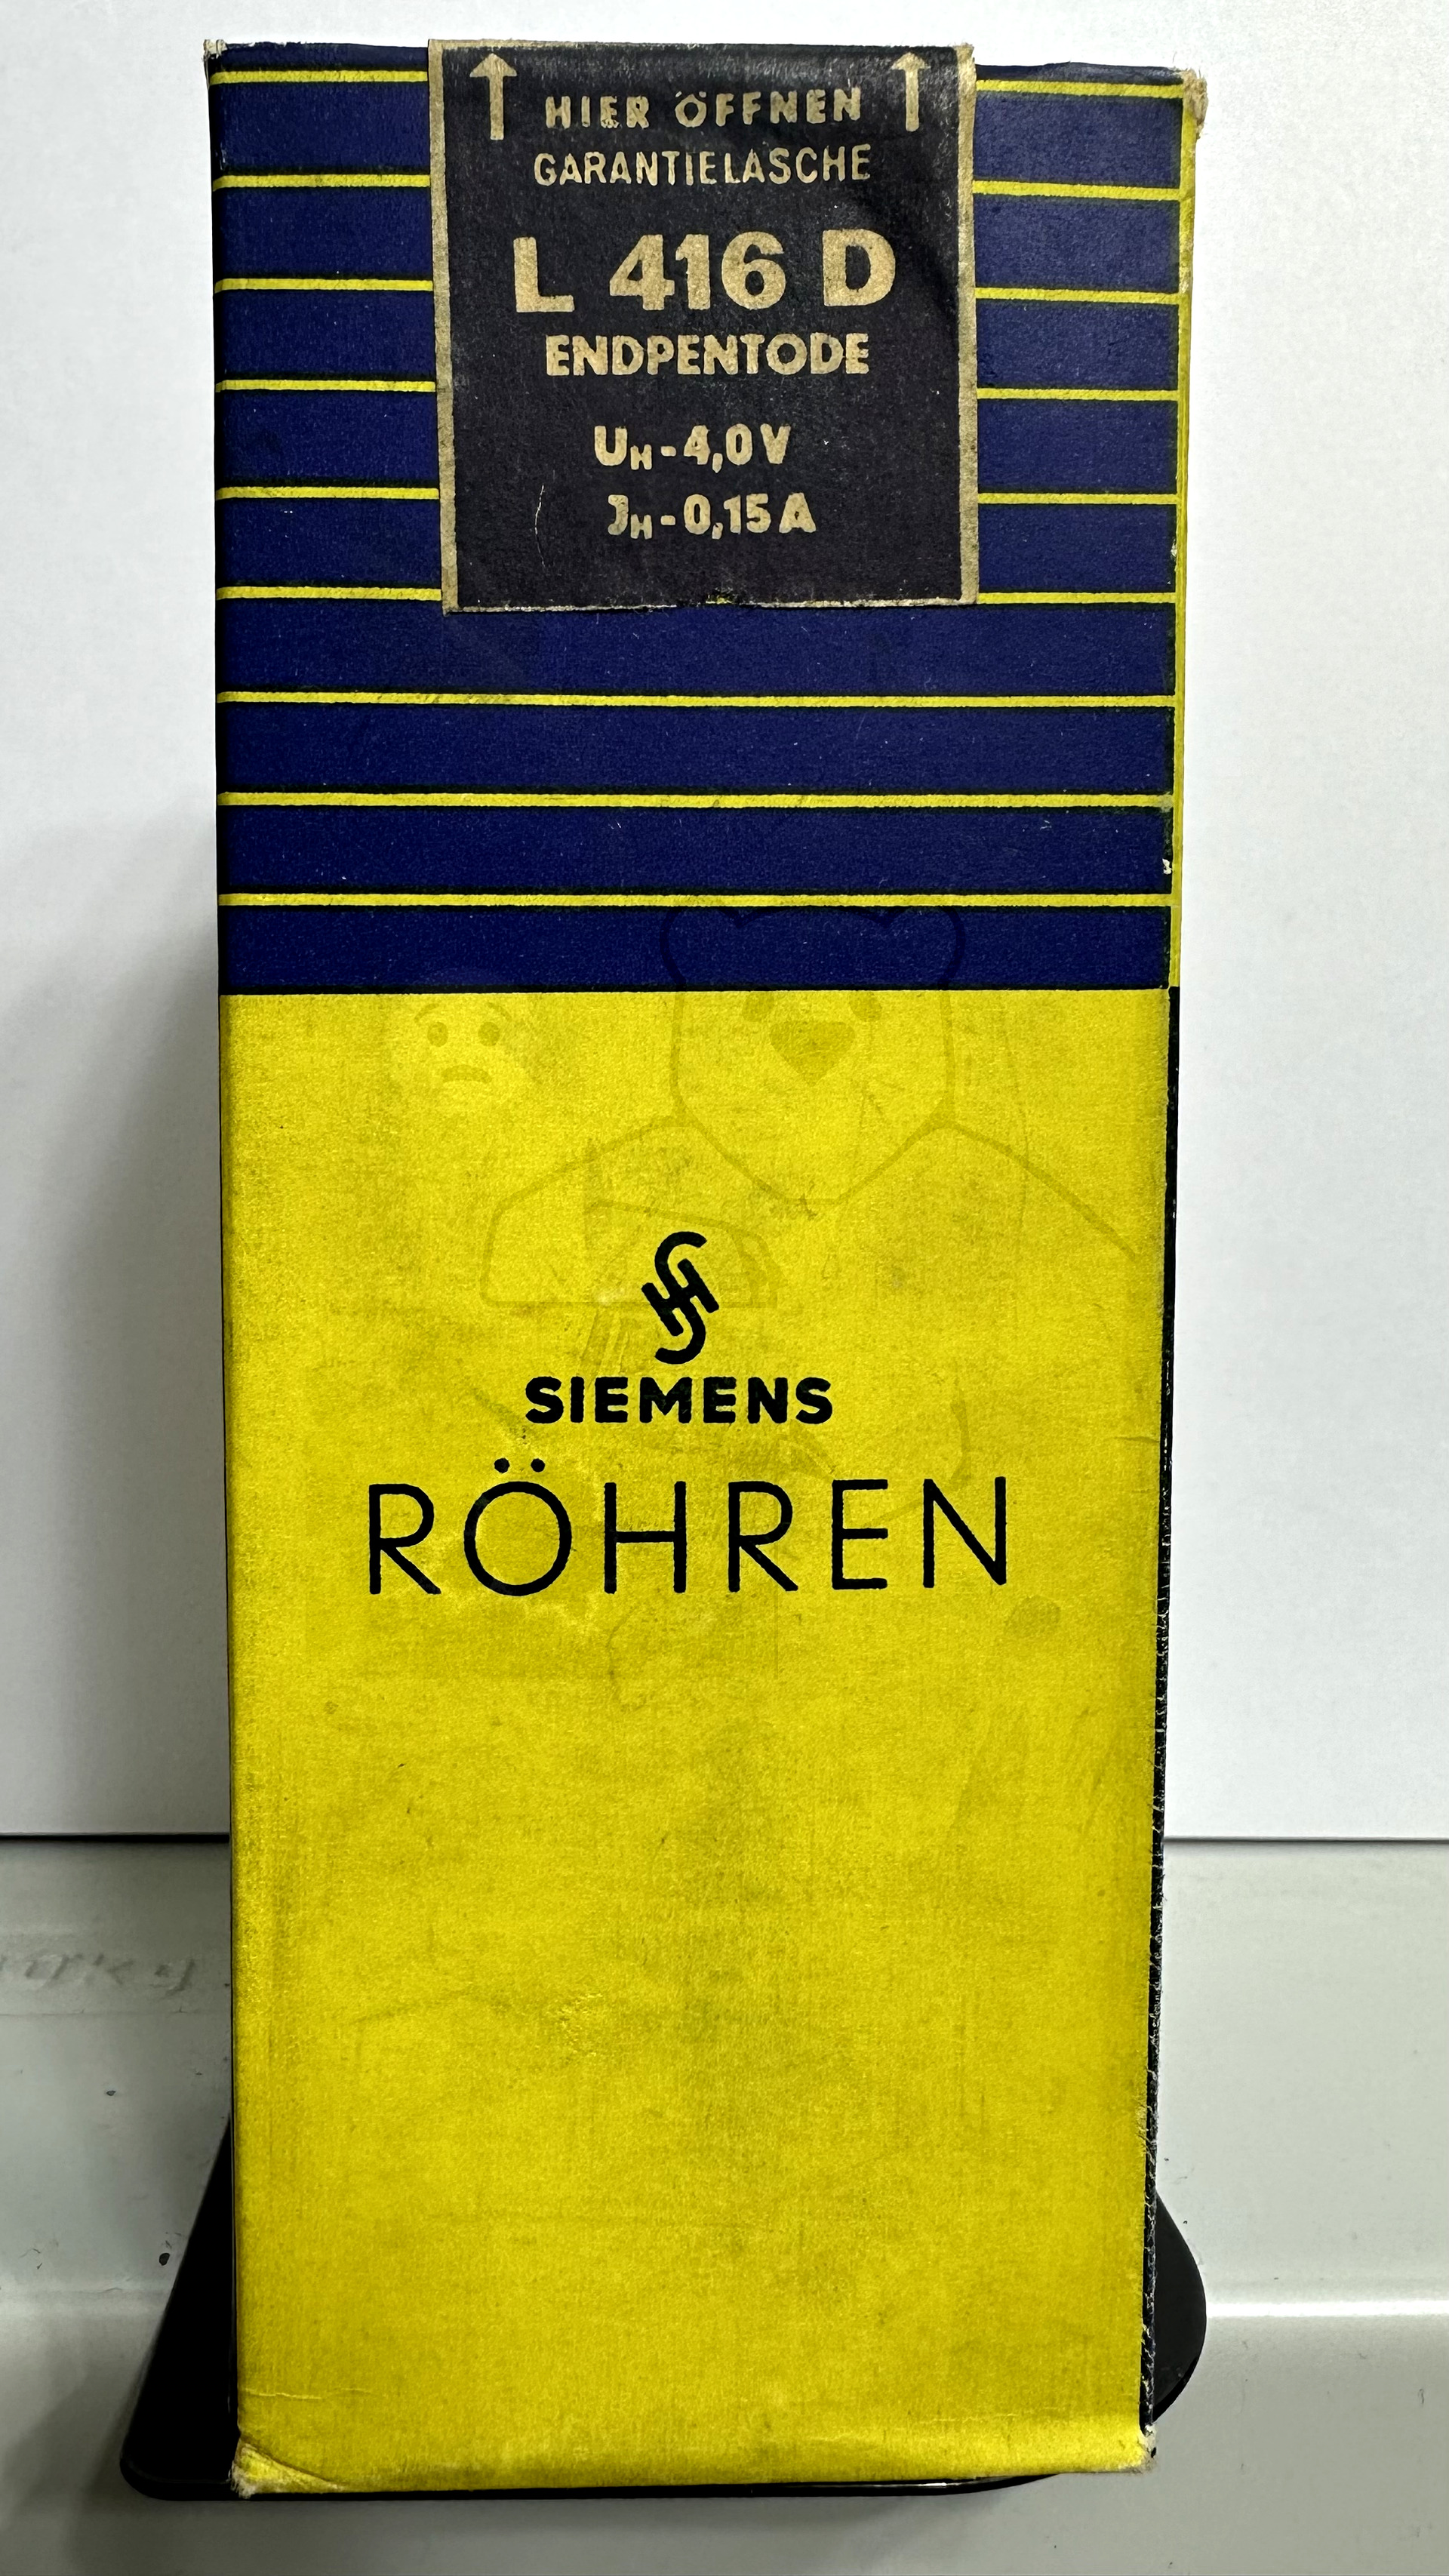 HIER ÖFFNEN
GARANTIELASCHE
L 416 D
ENDPENTODE
UH-4,0V
JH-0,15A
SIEMENS
RÖHREN